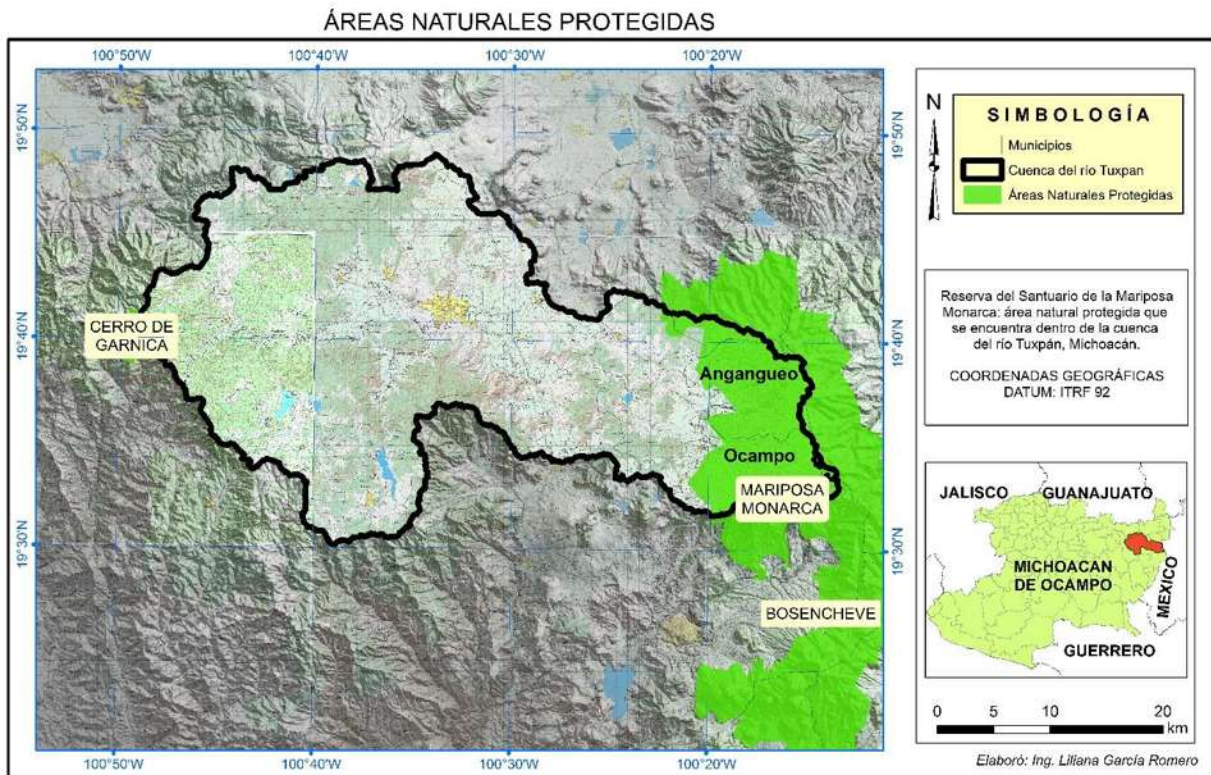 ÁREAS NATURALES PROTEGIDAS
100°50'W
100°40'W
100°30'W
100°20'W
19°50'N
19°50'N
19°40'N
19°40'N
19°30'N
19°30'N
CERRO DE
GARNICA
Angangueo
Ocampo
MARIPOSA
MONARCA
BOSENCHEVE
100°50'W
100°40'W
100°30'W
100°20'W
N
SIMBOLOGÍA
Municipios
Cuenca del río Tuxpan
Áreas Naturales Protegidas
Reserva del Santuario de la Mariposa
Monarca: área natural protegida que
se encuentra dentro de la cuenca
del río Tuxpán, Michoacán.
COORDENADAS GEOGRÁFICAS
DATUM: ITRF 92
JALISCO
GUANAJUATO
MICHOACAN
DE OCAMPO
MEXICO
GUERRERO
0 5 10 20
km
Elaboró: Ing. Liliana García Romero